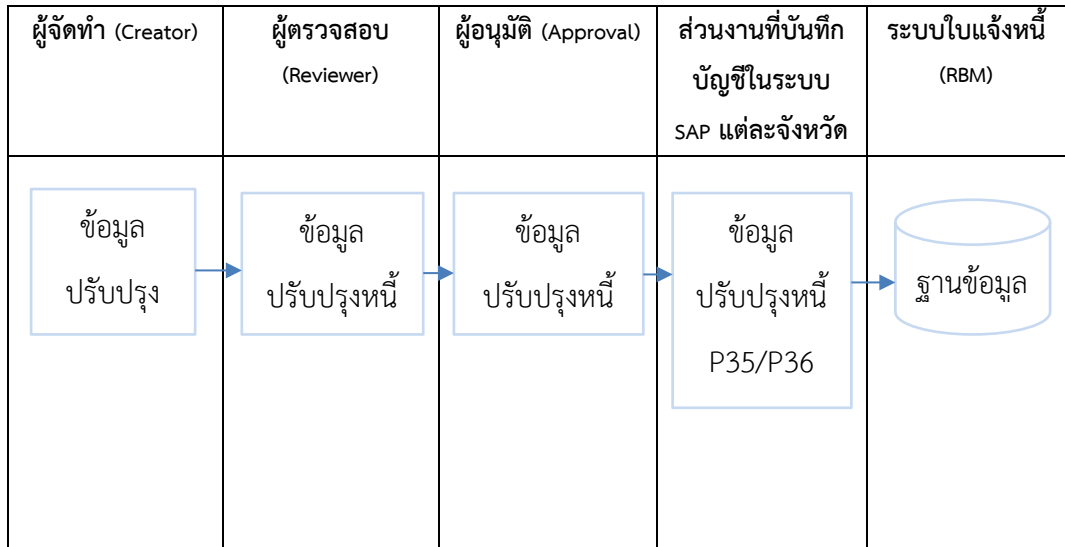 ผู้จัดทำ (Creator)
ผู้ตรวจสอบ
(Reviewer)
ผู้อนุมัติ (Approval)
ส่วนงานที่บันทึก
บัญชีในระบบ
SAP แต่ละจังหวัด
ระบบใบแจ้งหนี้
(RBM)
ข้อมูล
ปรับปรุง
ข้อมูล
ปรับปรุงหนี้
ข้อมูล
ปรับปรุงหนี้
ข้อมูล
ปรับปรุงหนี้
P35/P36
ฐานข้อมูล